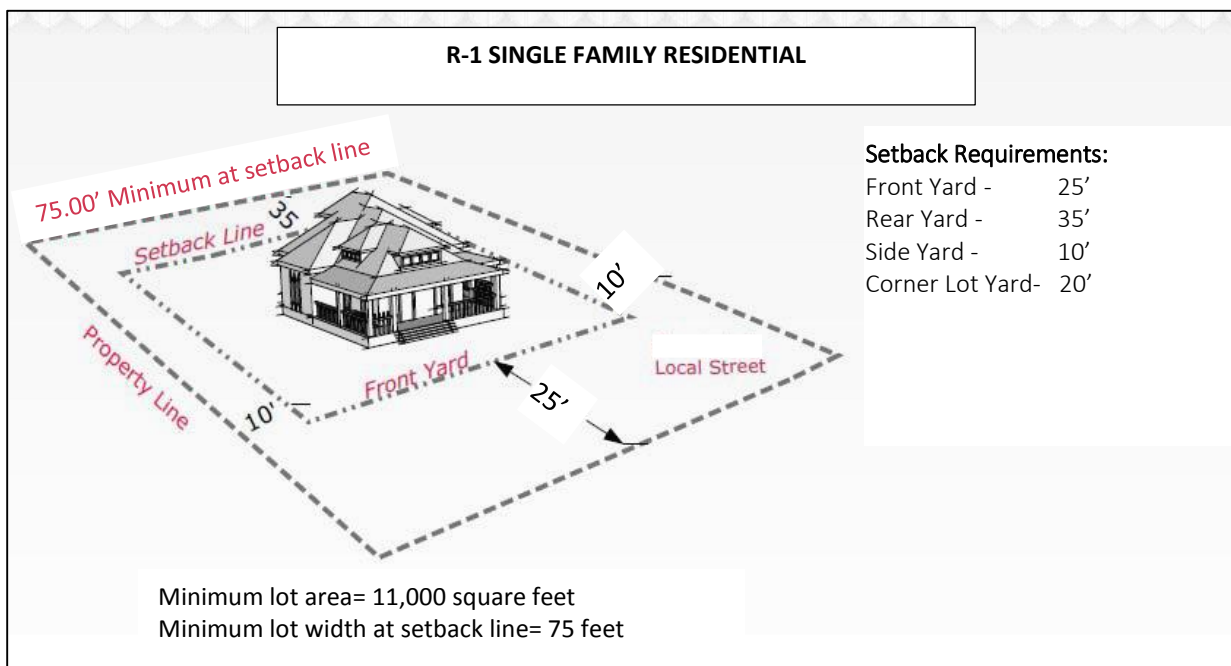 R-1 SINGLE FAMILY RESIDENTIAL
75.00' Minimum at setback line
35
Setback Line
10'
Property Line
Front Yard
10'
25'
Local Street
Setback Requirements:
Front Yard - 25'
Rear Yard - 35'
Side Yard - 10'
Corner Lot Yard- 20'
Minimum lot area= 11,000 square feet
Minimum lot width at setback line= 75 feet